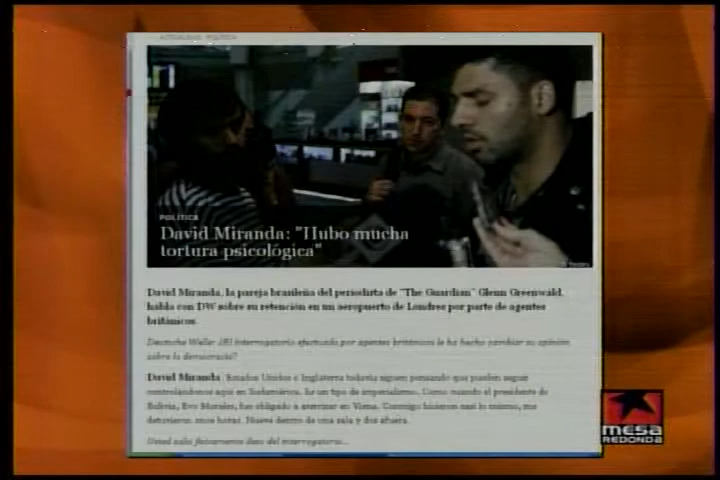 ACTUALIDAD POLÍTICA
POLÍTICA
David Miranda: "Hubo mucha
tortura psicológica"
David Miranda, la pareja brasileña del periodista de "The Guardian" Glenn Greenwald,
habla con DW sobre su retención en un aeropuerto de Londres por parte de agentes
británicos.
Deutsche Welle: ¿El interrogatorio efectuado por agentes británicos le ha hecho cambiar su opinión
sobre la democracia?
David Miranda: Estados Unidos e Inglaterra todavía siguen pensando que pueden seguir
controlándonos aquí en Sudamérica. Es un tipo de imperialismo. Como cuando el presidente de
Bolivia, Evo Morales, fue obligado a aterrizar en Viena. Conmigo hicieron casi lo mismo, me
detuvieron once horas. Nueve dentro de una sala y dos afuera.
Usted salió físicamente ileso del interrogatorio...
mesa
REDONDA